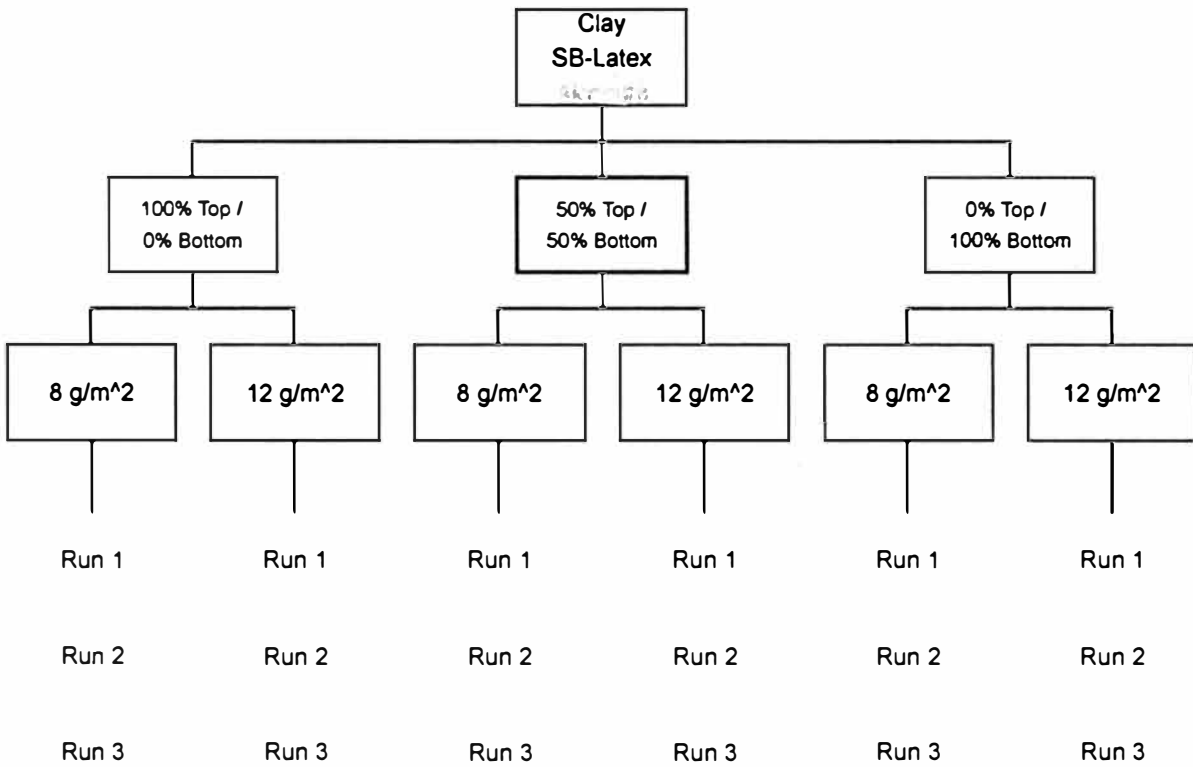 Clay
SB-Latex
100% Top /
0% Bottom
50% Top /
50% Bottom
0% Top /
100% Bottom
8 g/m^2
12 g/m^2
8 g/m^2
12 g/m^2
8 g/m^2
12 g/m^2
Run 1
Run 1
Run 1
Run 1
Run 1
Run 1
Run 2
Run 2
Run 2
Run 2
Run 2
Run 2
Run 3
Run 3
Run 3
Run 3
Run 3
Run 3